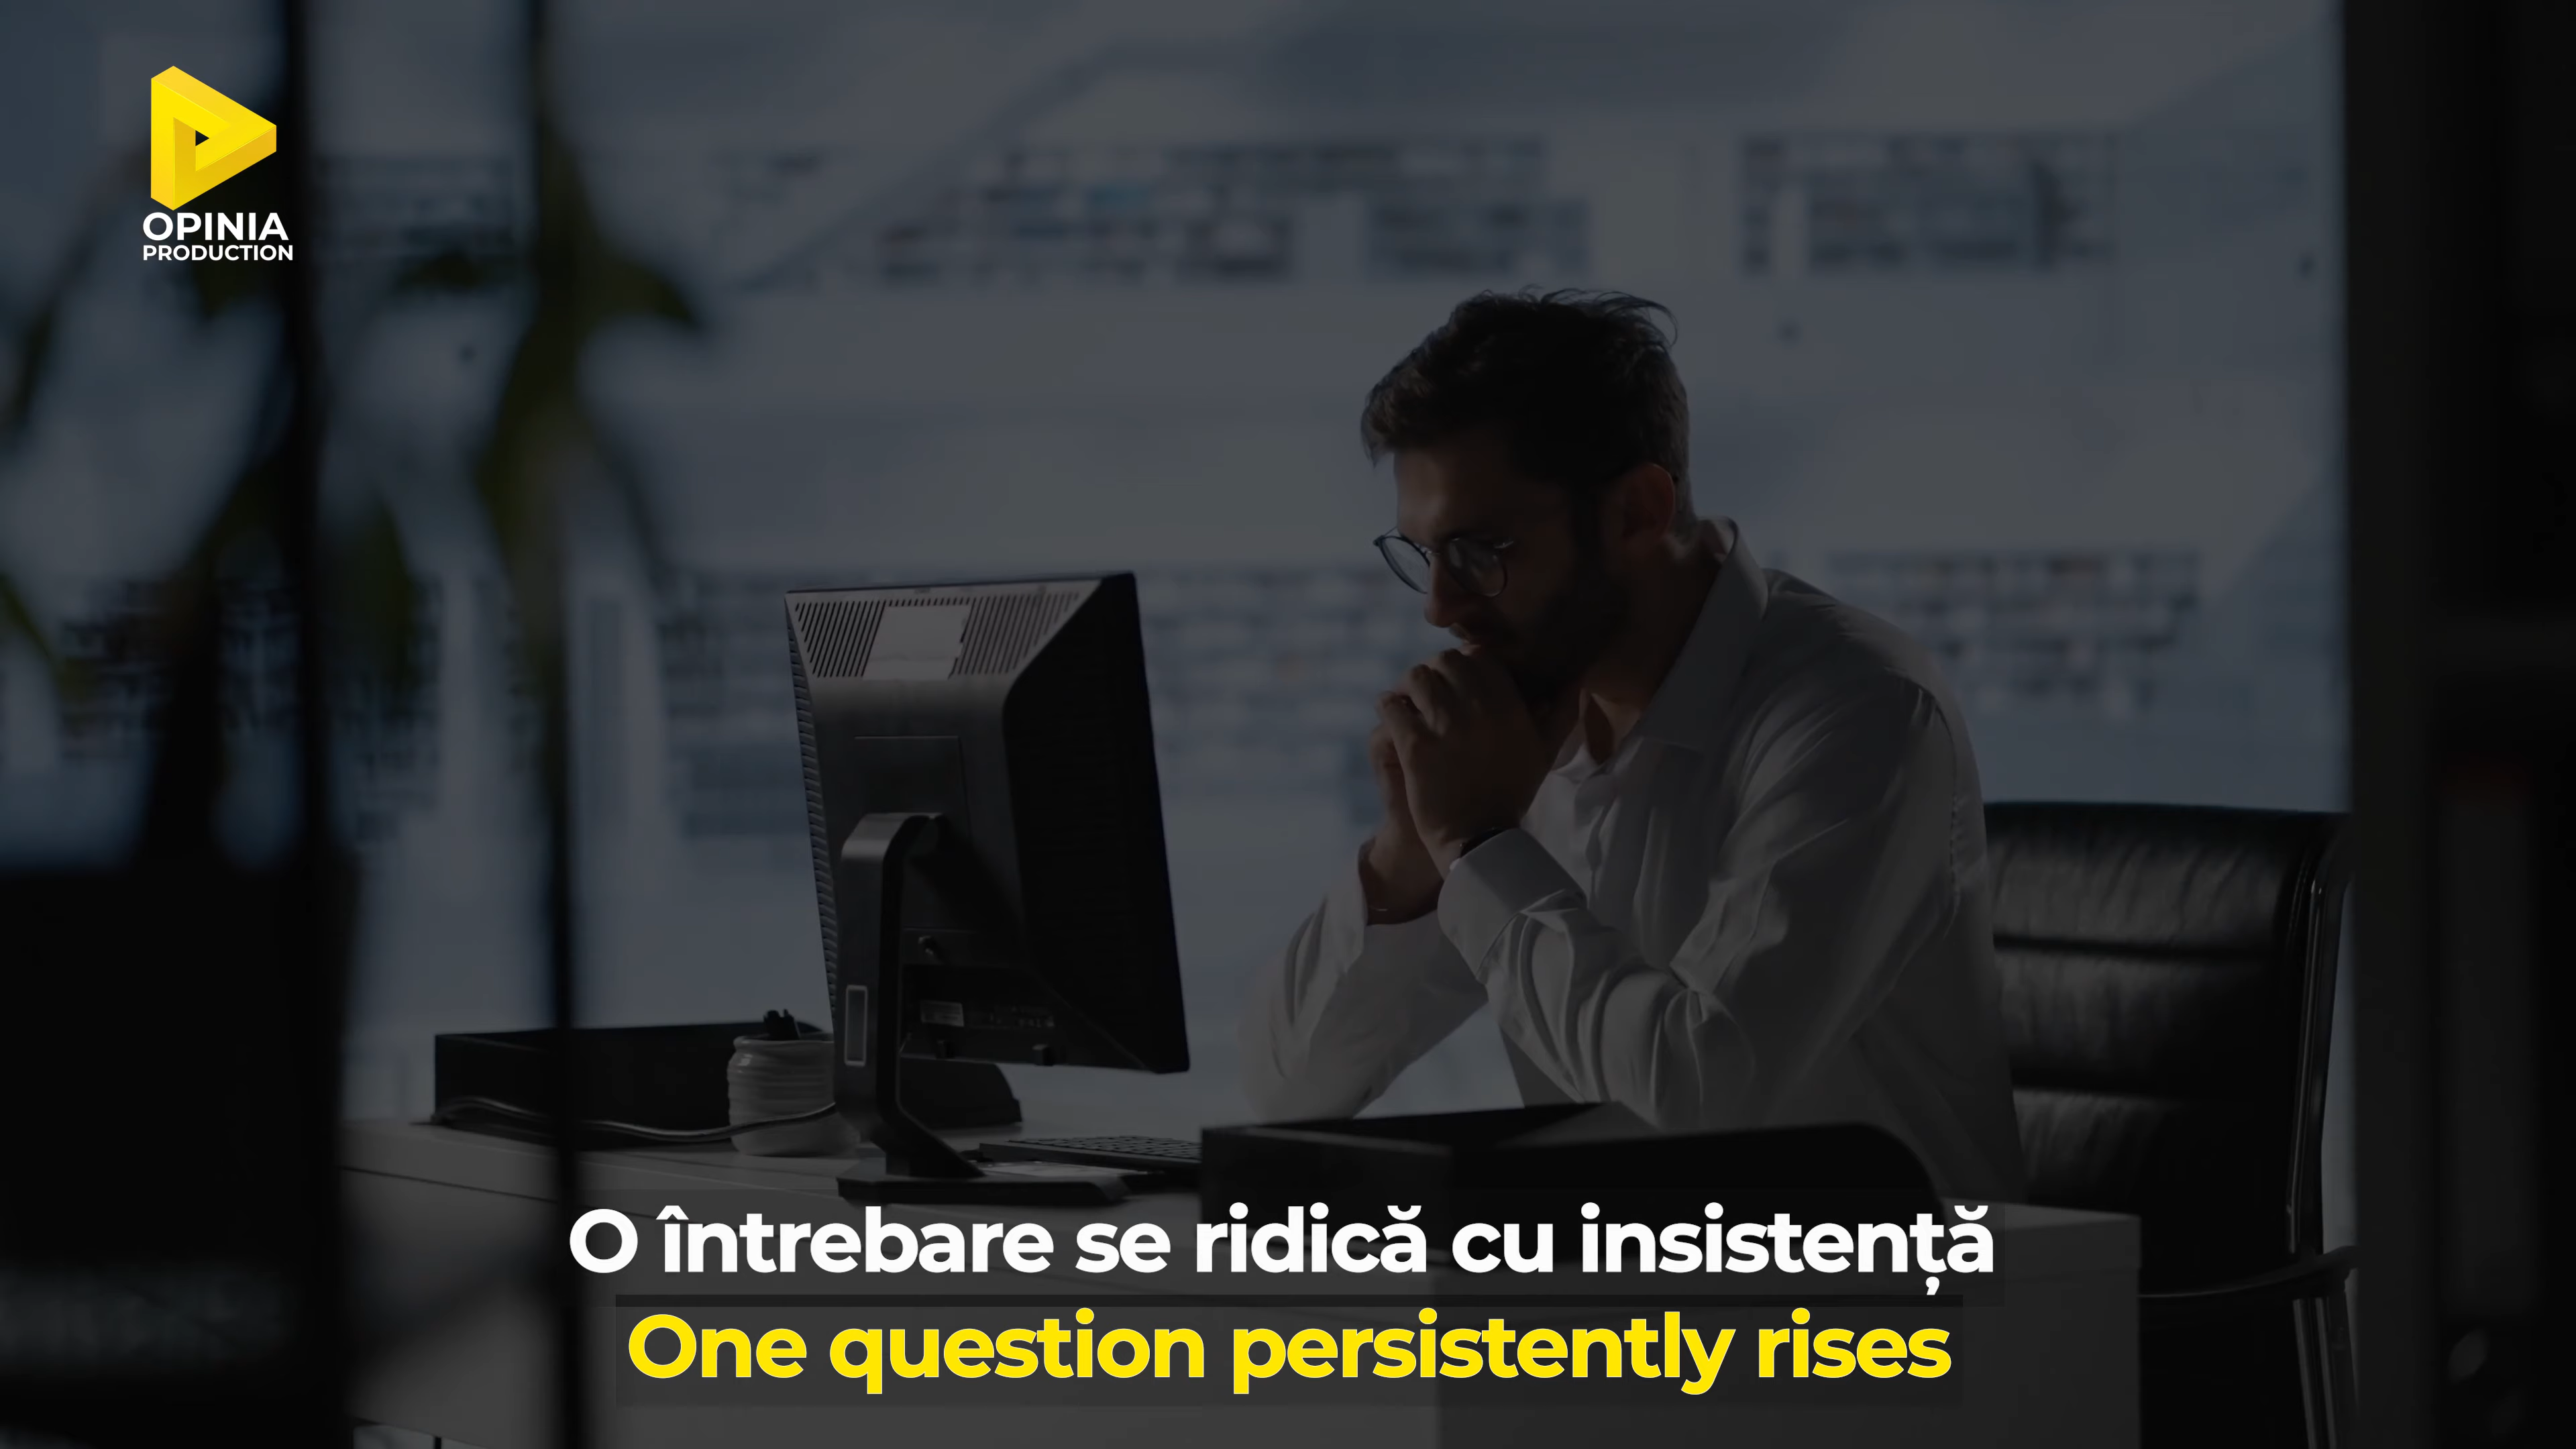 OPINIA
PRODUCTION
O întrebare se ridică cu insistență
One question persistently rises